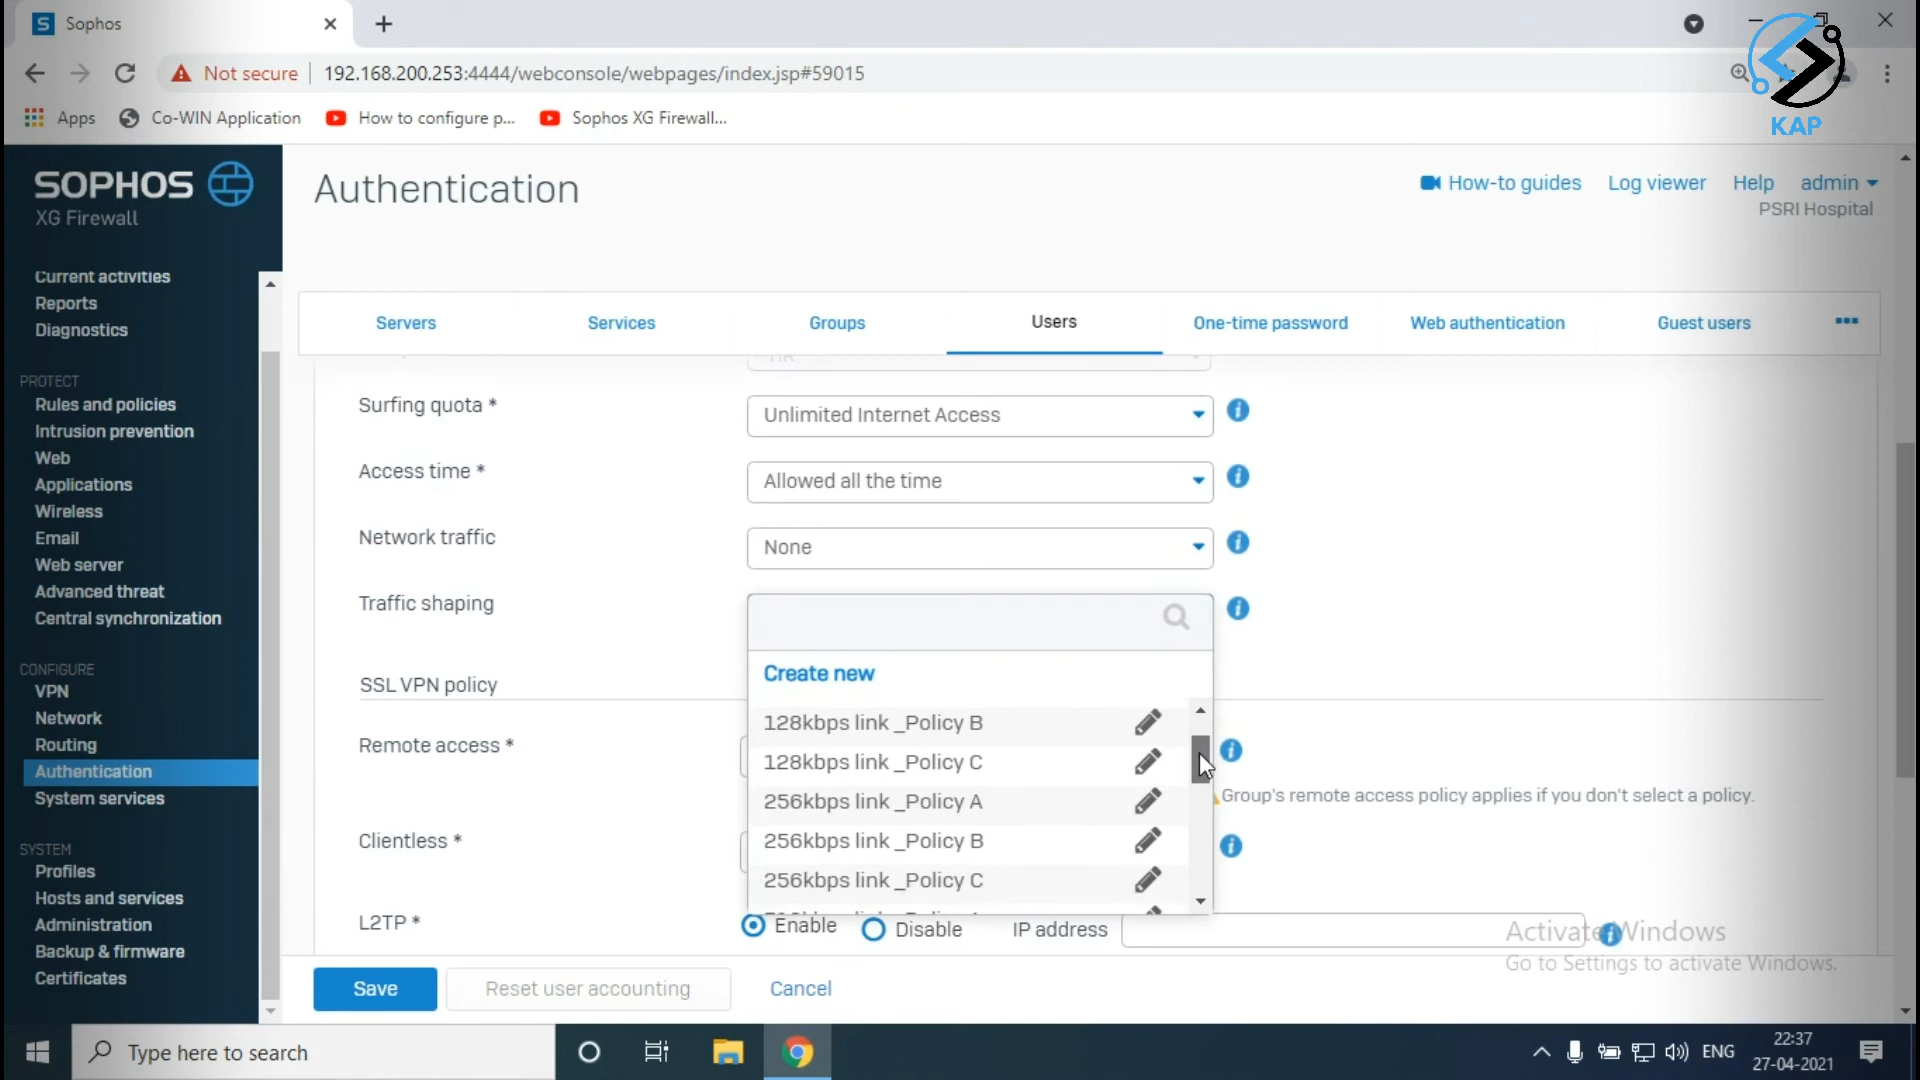 Sophos
Not secure
192.168.200.253:4444/webconsole/webpages/index.jsp#59015
KAP
Apps
Co-WIN Application
How to configure p...
Sophos XG Firewall...
SOPHOS
XG Firewall
Authentication
How-to guides
Log viewer
Help
admin
PSRI Hospital
Current activities
Reports
Diagnostics
PROTECT
Rules and policies
Intrusion prevention
Web
Applications
Wireless
Email
Web server
Advanced threat
Central synchronization
CONFIGURE
VPN
Network
Routing
Authentication
System services
SYSTEM
Profiles
Hosts and services
Administration
Backup & firmware
Certificates
Servers
Services
Groups
Users
One-time password
Web authentication
Guest users
Surfing quota *
Unlimited Internet Access
Access time *
Allowed all the time
Network traffic
None
Traffic shaping
Create new
128kbps link _Policy B
128kbps link _Policy C
256kbps link _Policy A
256kbps link _Policy B
256kbps link _Policy C
SSL VPN policy
Remote access *
Group's remote access policy applies if you don't select a policy.
Clientless *
L2TP *
Enable
Disable
IP address
Activate Windows
Go to Settings to activate Windows.
Save
Reset user accounting
Cancel
Type here to search
ENG
22:37
27-04-2021